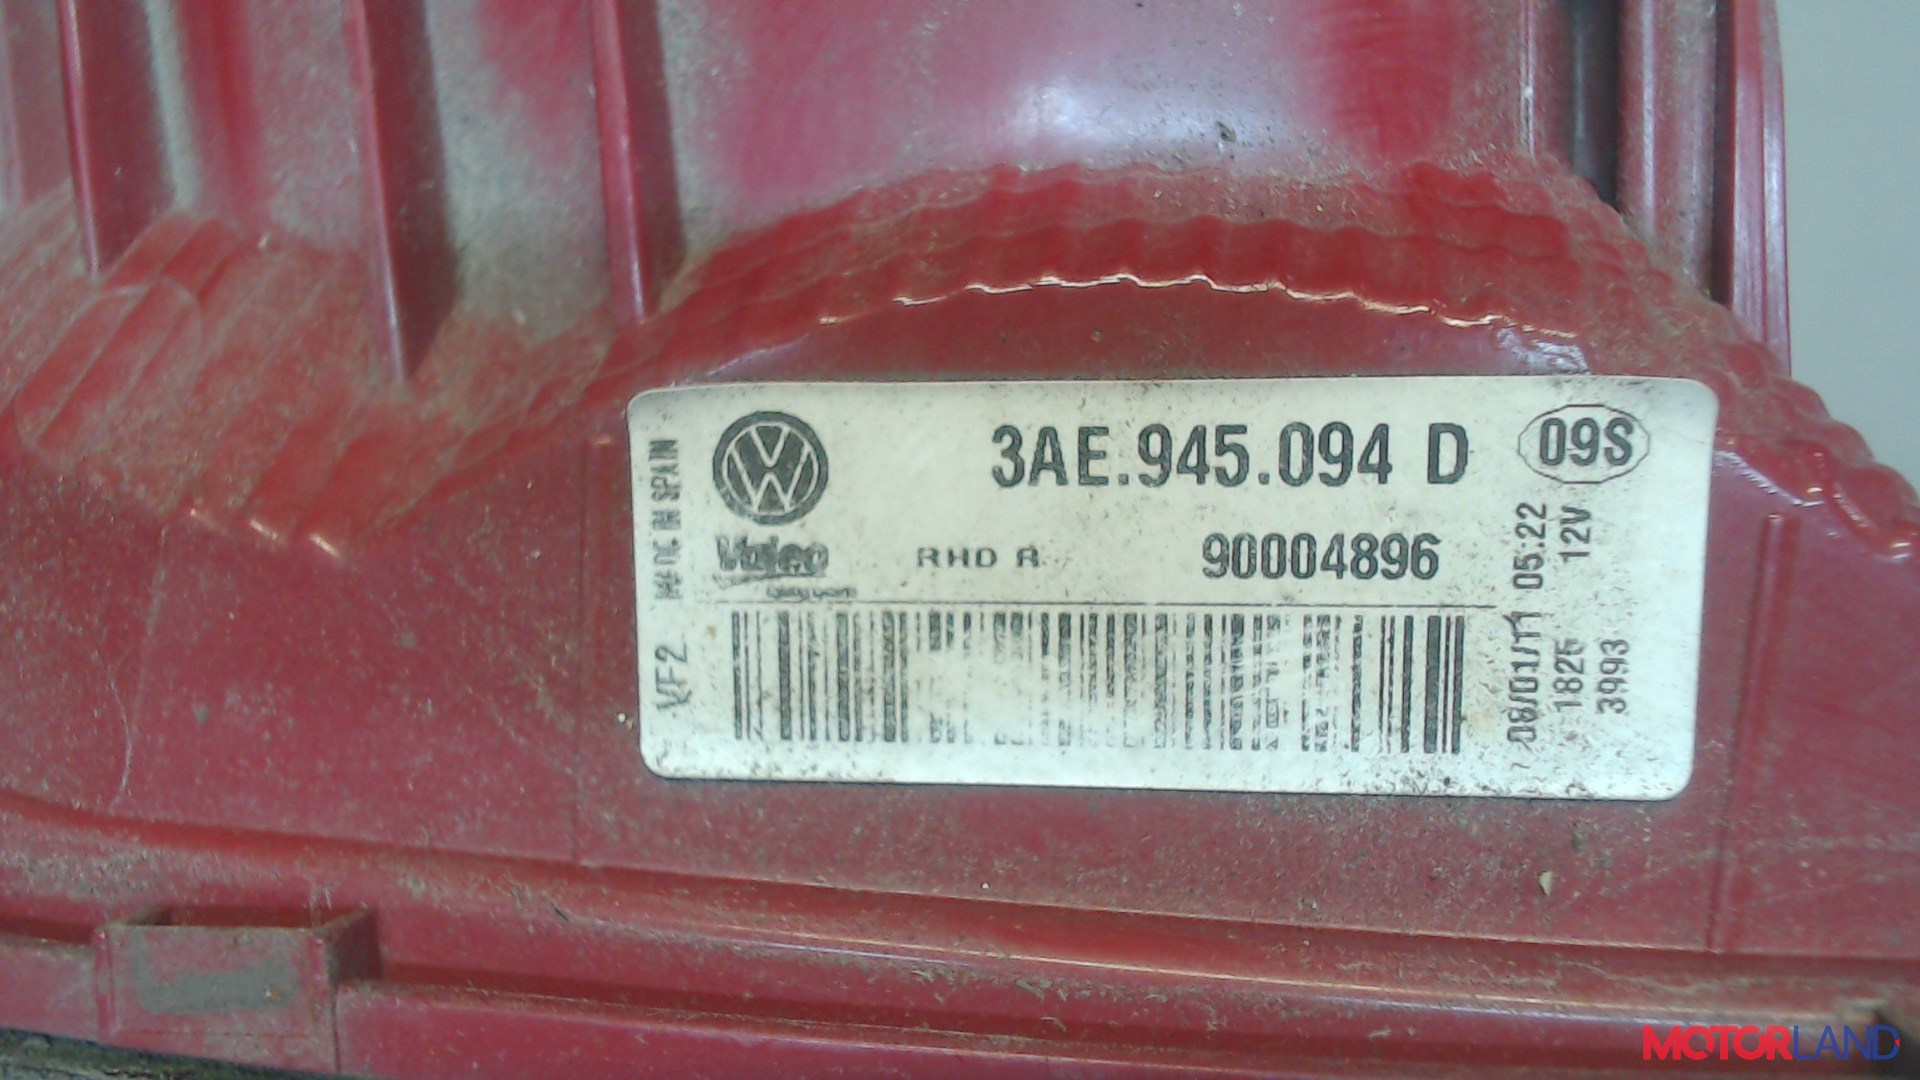 3AE.945.094 D
09S
MADE IN SPAIN
Valeo
RHD R
90004896
VF2
08/01/11 05:22
12V
3993
MOTORLAND